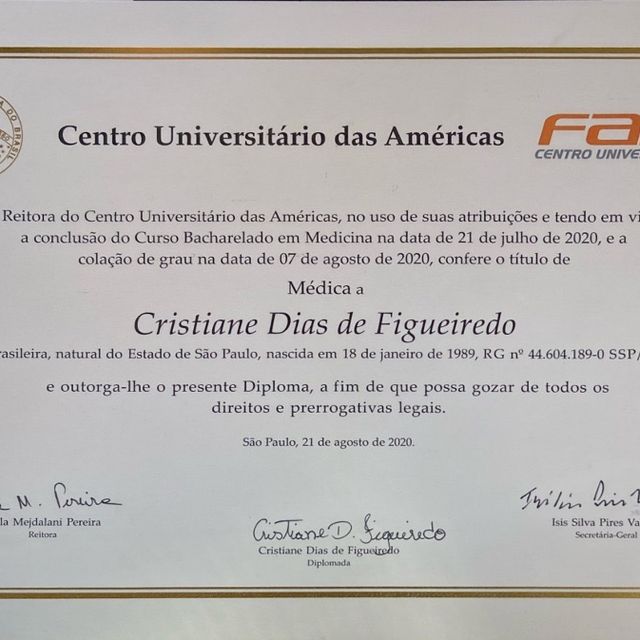 DO BRASIL
Centro Universitário das Américas
CENTRO
Reitora do Centro Universitário das Américas, no uso de suas atribuições e tendo em
a conclusão do Curso Bacharelado em Medicina na data de 21 de julho de 2020, e a
colação de grau na data de 07 de agosto de 2020, confere o título de
Médica a
Cristiane Dias de Figueiredo
rasileira, natural do Estado de São Paulo, nascida em 18 de janeiro de 1989, RG nº 44.604.189-0 SSP/
e outorga-lhe o presente Diploma, a fim de que possa gozar de todos os
direitos e prerrogativas legais.
São Paulo, 21 de agosto de 2020.
M. Pereira
la Mejdalani Pereira
Reitora
Cristiane D. Figueiredo
Cristiane Dias de Figueiredo
Diplomada
Isis Silva Pires
Secretária-Geral